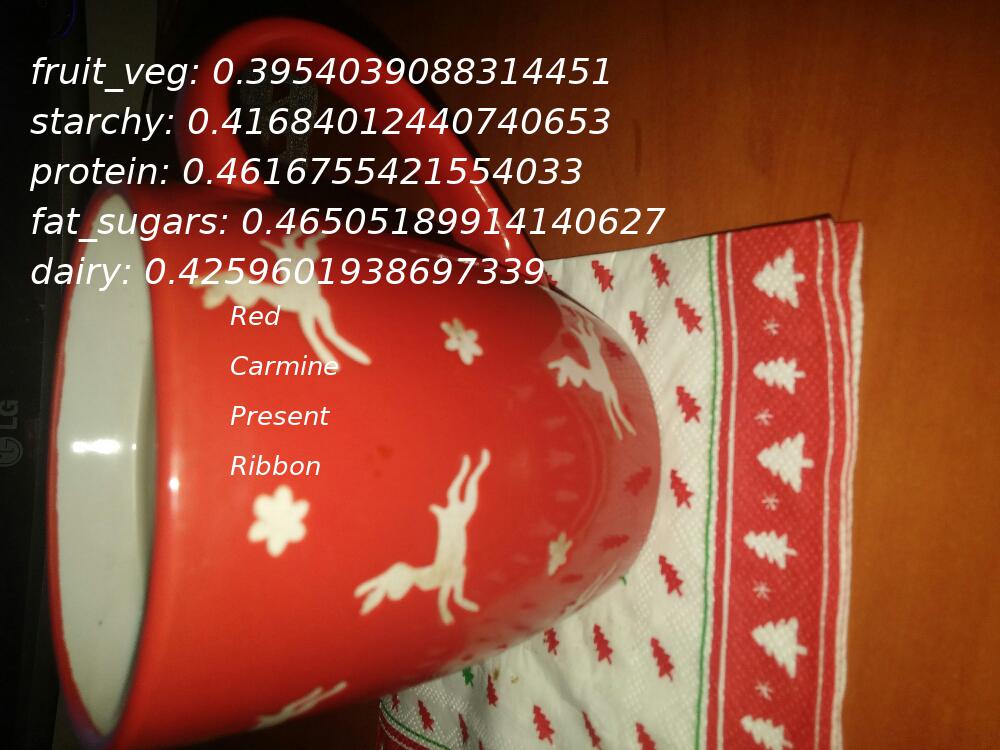 fruit_veg: 0.3954039088314451
starchy: 0.41684012440740653
protein: 0.4616755421554033
fat_sugars: 0.46505189914140627
dairy: 0.4259601938697339
Red
Carmine
Present
Ribbon
LG